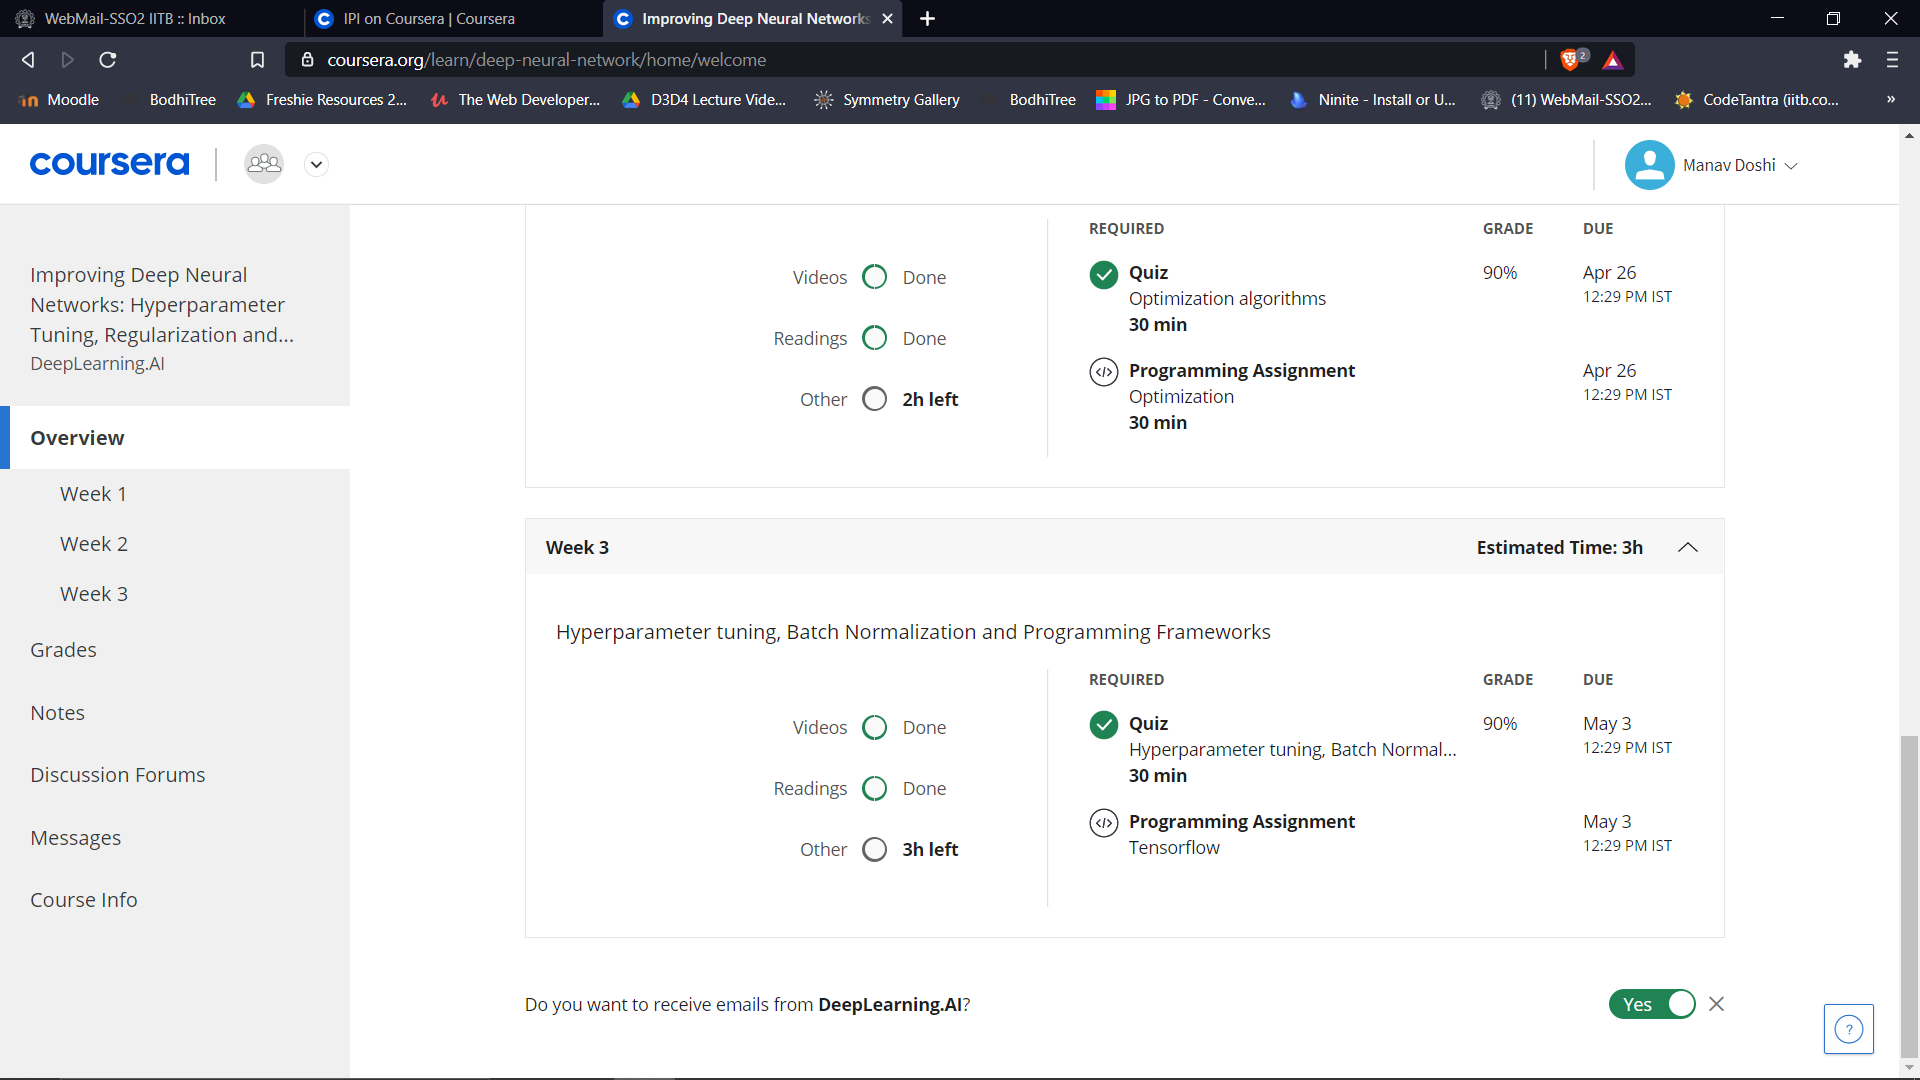 WebMail-SSO2 IITB :: Inbox
IPI on Coursera | Coursera
Improving Deep Neural Networks
coursera.org/learn/deep-neural-network/home/welcome
2
Moodle
BodhiTree
Freshie Resources 2...
The Web Developer...
D3D4 Lecture Vide...
Symmetry Gallery
BodhiTree
JPG to PDF - Conve...
Ninite - Install or U...
(11) WebMail-SSO2...
CodeTantra (iitb.co...
»
coursera
Manav Doshi
Improving Deep Neural
Networks: Hyperparameter
Tuning, Regularization and...
DeepLearning.AI
Overview
Week 1
Week 2
Week 3
Grades
Notes
Discussion Forums
Messages
Course Info
Videos Done
Readings Done
Other 2h left
REQUIRED GRADE DUE
Quiz 90% Apr 26
Optimization algorithms 12:29 PM IST
30 min
Programming Assignment Apr 26
Optimization 12:29 PM IST
30 min
Week 3 Estimated Time: 3h
Hyperparameter tuning, Batch Normalization and Programming Frameworks
Videos Done
Readings Done
Other 3h left
REQUIRED GRADE DUE
Quiz 90% May 3
Hyperparameter tuning, Batch Normal... 12:29 PM IST
30 min
Programming Assignment May 3
Tensorflow 12:29 PM IST
Do you want to receive emails from DeepLearning.AI?
Yes
?